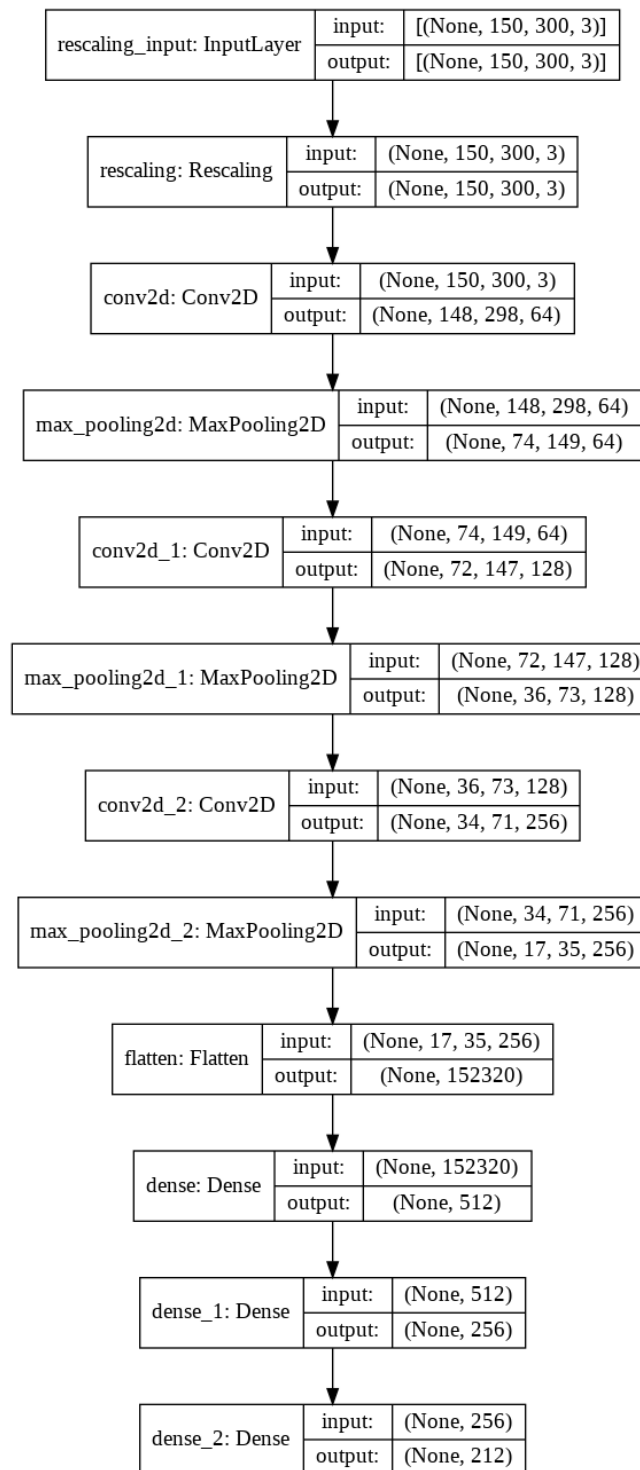 rescaling_input: InputLayer
input: [(None, 150, 300, 3)]
output: [(None, 150, 300, 3)]
rescaling: Rescaling
input: (None, 150, 300, 3)
output: (None, 150, 300, 3)
conv2d: Conv2D
input: (None, 150, 300, 3)
output: (None, 148, 298, 64)
max_pooling2d: MaxPooling2D
input: (None, 148, 298, 64)
output: (None, 74, 149, 64)
conv2d_1: Conv2D
input: (None, 74, 149, 64)
output: (None, 72, 147, 128)
max_pooling2d_1: MaxPooling2D
input: (None, 72, 147, 128)
output: (None, 36, 73, 128)
conv2d_2: Conv2D
input: (None, 36, 73, 128)
output: (None, 34, 71, 256)
max_pooling2d_2: MaxPooling2D
input: (None, 34, 71, 256)
output: (None, 17, 35, 256)
flatten: Flatten
input: (None, 17, 35, 256)
output: (None, 152320)
dense: Dense
input: (None, 152320)
output: (None, 512)
dense_1: Dense
input: (None, 512)
output: (None, 256)
dense_2: Dense
input: (None, 256)
output: (None, 212)